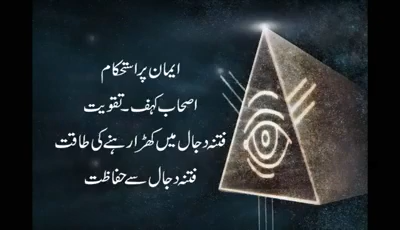 ایمان پر استحکام
اصحاب کہف۔ تقویت
فتنہ دجال میں کھڑا رہنے کی طاقت
فتنہ دجال سے حفاظت